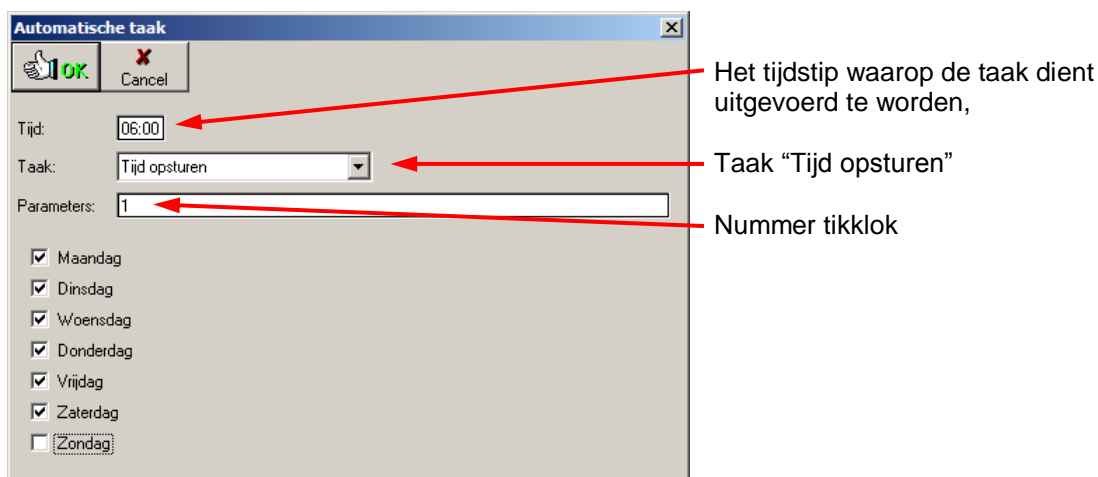 Automatische taak
OK
Cancel
Het tijdstip waarop de taak dient
uitgevoerd te worden,
Tijd: 06:00
Taak: Tijd opsturen
Taak “Tijd opsturen”
Parameters: 1
Nummer tikklok
Maandag
Dinsdag
Woensdag
Donderdag
Vrijdag
Zaterdag
Zondag